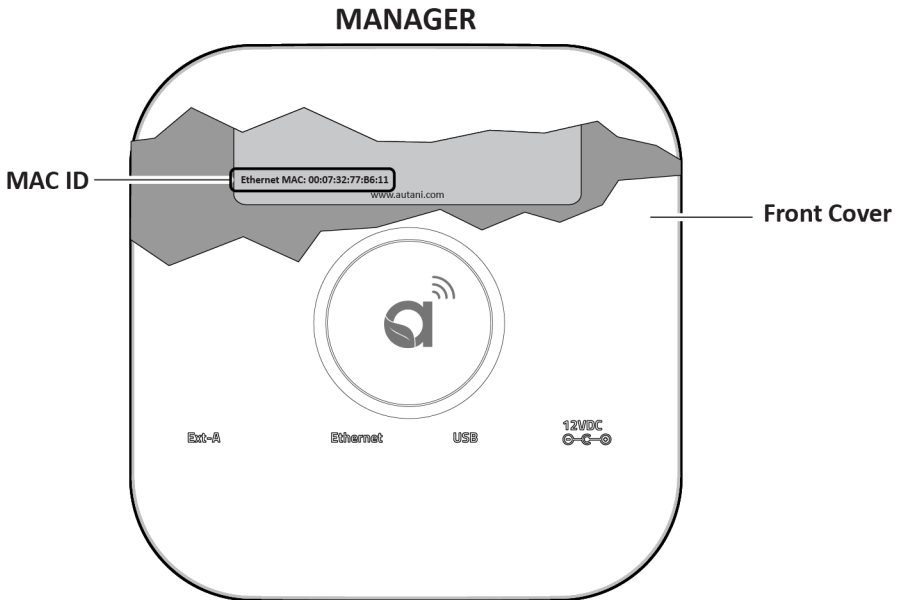 MANAGER
MAC ID
Ethernet MAC: 00:07:32:77:B6:11
www.autani.com
Front Cover
a
Ext-A
Ethernet
USB
12VDC